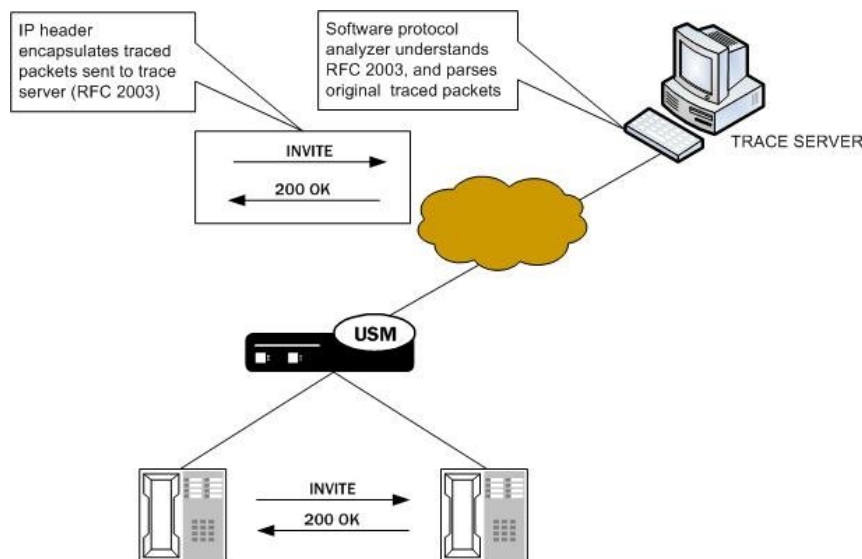 IP header
encapsulates traced
packets sent to trace
server (RFC 2003)
Software protocol
analyzer understands
RFC 2003, and parses
original traced packets
TRACE SERVER
INVITE
200 OK
USM
INVITE
200 OK